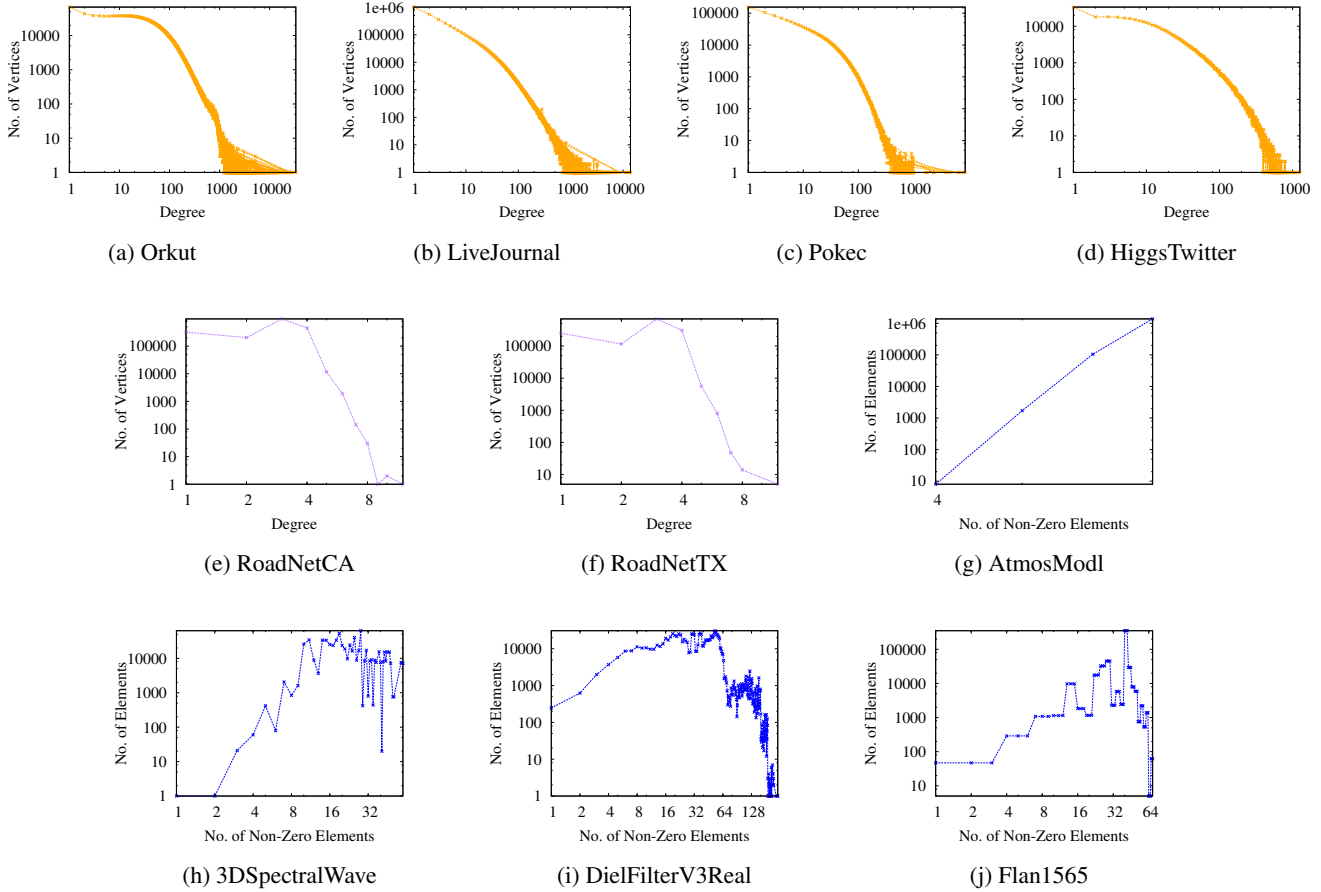 No. of Vertices
10000
1000
100
10
1
1 10 100 1000 10000
Degree
(a) Orkut
No. of Vertices
1e+06
100000
10000
1000
100
10
1
1 10 100 1000 10000
Degree
(b) LiveJournal
No. of Vertices
100000
10000
1000
100
10
1
1 10 100 1000
Degree
(c) Pokec
No. of Vertices
10000
1000
100
10
1
1 10 100 1000
Degree
(d) HiggsTwitter
No. of Vertices
100000
10000
1000
100
10
1
1 2 4 8
Degree
(e) RoadNetCA
No. of Vertices
100000
10000
1000
100
10
1 2 4 8
Degree
(f) RoadNetTX
No. of Elements
1e+06
100000
10000
1000
100
10
4
No. of Non-Zero Elements
(g) AtmosModl
No. of Elements
10000
1000
100
10
1
1 2 4 8 16 32
No. of Non-Zero Elements
(h) 3DSpectralWave
No. of Elements
10000
1000
100
10
1
1 2 4 8 16 32 64 128
No. of Non-Zero Elements
(i) DielFilterV3Real
No. of Elements
100000
10000
1000
100
10
1 2 4 8 16 32 64
No. of Non-Zero Elements
(j) Flan1565